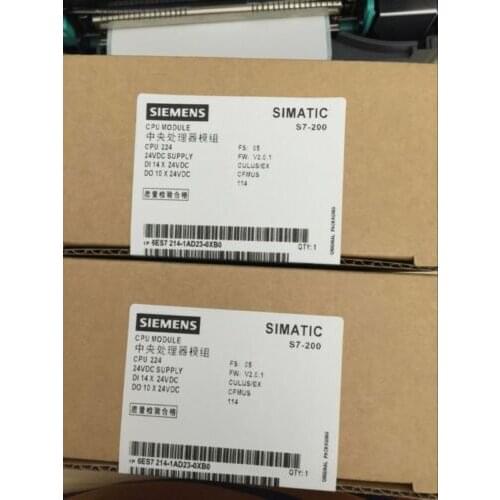 SIEMENS
SIMATIC
S7-200
CPU MODULE
中央处理器模组
CPU 224
FS: 05
24VDC SUPPLY
FW: V2.0.1
DI 14 X 24VDC
CULUS/EX
DO 10 X 24VDC
CFMUS
114
质量检验合格
ORIGINAL PACKAGING
1P 6ES7 214-1AD23-0XB0
QTY: 1
SIEMENS
SIMATIC
S7-200
CPU MODULE
中央处理器模组
CPU 224
FS: 05
24VDC SUPPLY
FW: V2.0.1
DI 14 X 24VDC
CULUS/EX
DO 10 X 24VDC
CFMUS
114
质量检验合格
ORIGINAL PACKAGING
1P 6ES7 214-1AD23-0XB0
QTY: 1